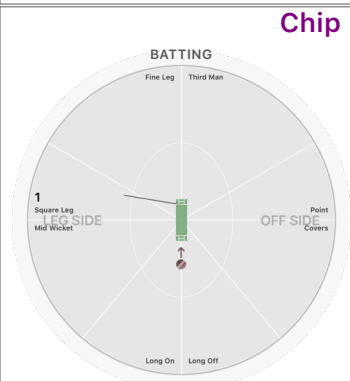 Chip
BATTING
Fine Leg Third Man
1
Square Leg Point
LEG SIDE OFF SIDE
Mid Wicket Covers
Long On Long Off